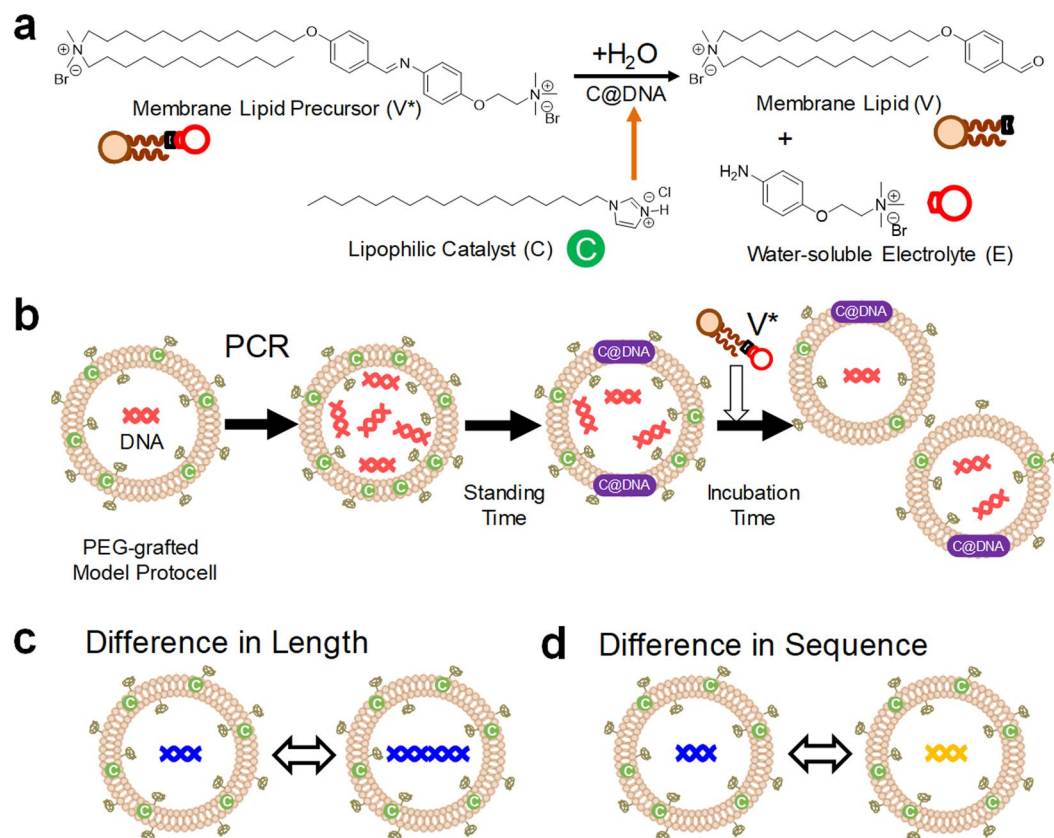 a
+H₂O
C@DNA
N
⊕
⊖
Br
O
N
O
N
⊕
⊖
Br
Membrane Lipid Precursor (V*)
N
⊕
⊖
Br
O
O
Membrane Lipid (V)
+
N
N
H
⊕
⊖
Cl
Lipophilic Catalyst (C)
C
H₂N
O
N
⊕
⊖
Br
Water-soluble Electrolyte (E)
b
PCR
V*
DNA
C
C
C
C
C
C
C
C
C
C
C
C
C
C
C@DNA
C@DNA
C
C
C
C
C@DNA
C
C
C
C
C@DNA
Standing
Time
Incubation
Time
PEG-grafted
Model Protocell
c
Difference in Length
C
C
C
C
C
C
C
C
C
C
C
C
d
Difference in Sequence
C
C
C
C
C
C
C
C
C
C
C
C